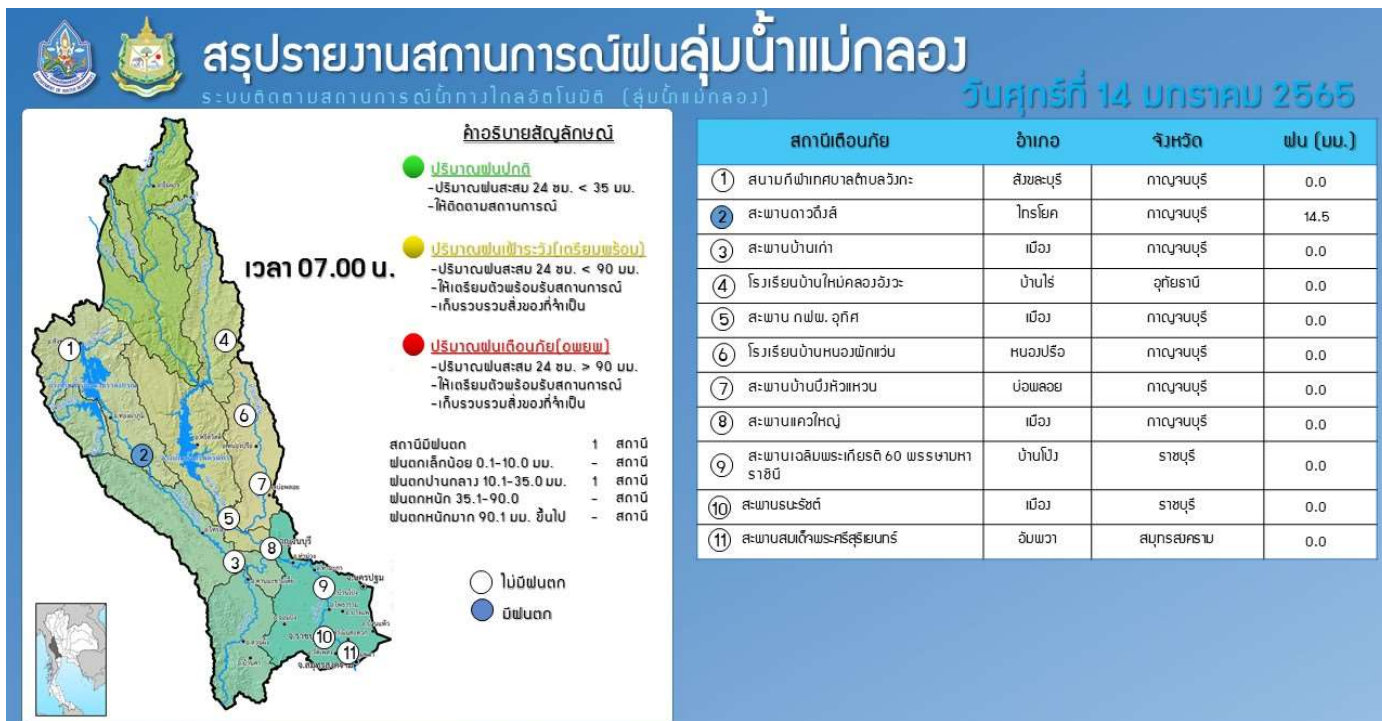 สรุปรายงานสถานการณ์ฝนลุ่มน้ำแม่กลอง
ระบบติดตามสถานการณ์น้ำทางไกลอัตโนมัติ (ลุ่มน้ำแม่กลอง)
วันศุกร์ที่ 14 มกราคม 2565
คำอธิบายสัญลักษณ์
ปริมาณฝนปกติ
-ปริมาณฝนสะสม 24 ชม. < 35 มม.
-ให้ติดตามสถานการณ์
เวลา 07.00 น.
ปริมาณฝนเฝ้าระวัง(เตรียมพร้อม)
-ปริมาณฝนสะสม 24 ชม. < 90 มม.
-ให้เตรียมตัวพร้อมรับสถานการณ์
-เก็บรวบรวมสิ่งของที่จำเป็น
ปริมาณฝนเตือนภัย(อพยพ)
-ปริมาณฝนสะสม 24 ชม. > 90 มม.
-ให้เตรียมตัวพร้อมรับสถานการณ์
-เก็บรวบรวมสิ่งของที่จำเป็น
สถานีมีฝนตก 1 สถานี
ฝนตกเล็กน้อย 0.1-10.0 มม. - สถานี
ฝนตกปานกลาง 10.1-35.0 มม. 1 สถานี
ฝนตกหนัก 35.1-90.0 - สถานี
ฝนตกหนักมาก 90.1 มม. ขึ้นไป - สถานี
ไม่มีฝนตก
มีฝนตก
4
1
6
2
7
5
8
3
9
10
11
สถานีเตือนภัย อำเภอ จังหวัด ฝน (มม.)
1 สนามกีฬาเทศบาลตำบลวังกะ สังขละบุรี กาญจนบุรี 0.0
2 สะพานดาวดึงส์ ไทรโยค กาญจนบุรี 14.5
3 สะพานบ้านเก่า เมือง กาญจนบุรี 0.0
4 โรงเรียนบ้านใหม่คลองอังวะ บ้านไร่ อุทัยธานี 0.0
5 สะพาน กฟผ. อุทิศ เมือง กาญจนบุรี 0.0
6 โรงเรียนบ้านหนองผักแว่น หนองปรือ กาญจนบุรี 0.0
7 สะพานบ้านบึงหัวแหวน บ่อพลอย กาญจนบุรี 0.0
8 สะพานแควใหญ่ เมือง กาญจนบุรี 0.0
9 สะพานเฉลิมพระเกียรติ 60 พรรษามหา บ้านโป่ง ราชบุรี 0.0
ราชินี
10 สะพานธนะรัชต์ เมือง ราชบุรี 0.0
11 สะพานสมเด็จพระศรีสุริเยนทร์ อัมพวา สมุทรสงคราม 0.0